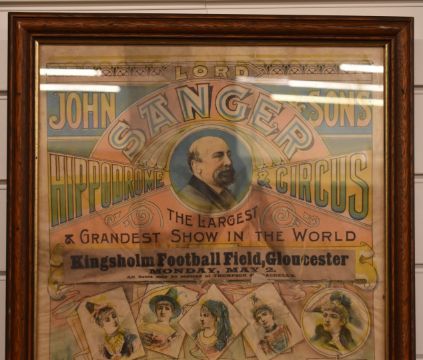 LORD
JOHN SANGER & SONS
HIPPODROME & CIRCUS
THE LARGEST
& GRANDEST SHOW IN THE WORLD
Kingsholm Football Field, Gloucester
MONDAY, MAY 2.